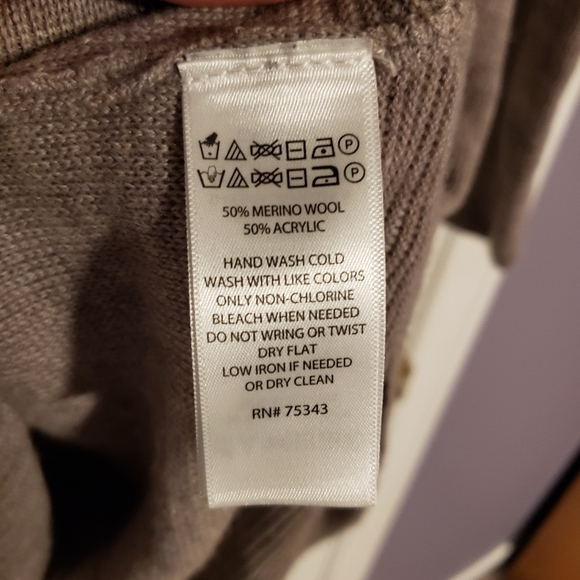 P
P
50% MERINO WOOL
50% ACRYLIC
HAND WASH COLD
WASH WITH LIKE COLORS
ONLY NON-CHLORINE
BLEACH WHEN NEEDED
DO NOT WRING OR TWIST
DRY FLAT
LOW IRON IF NEEDED
OR DRY CLEAN
RN# 75343